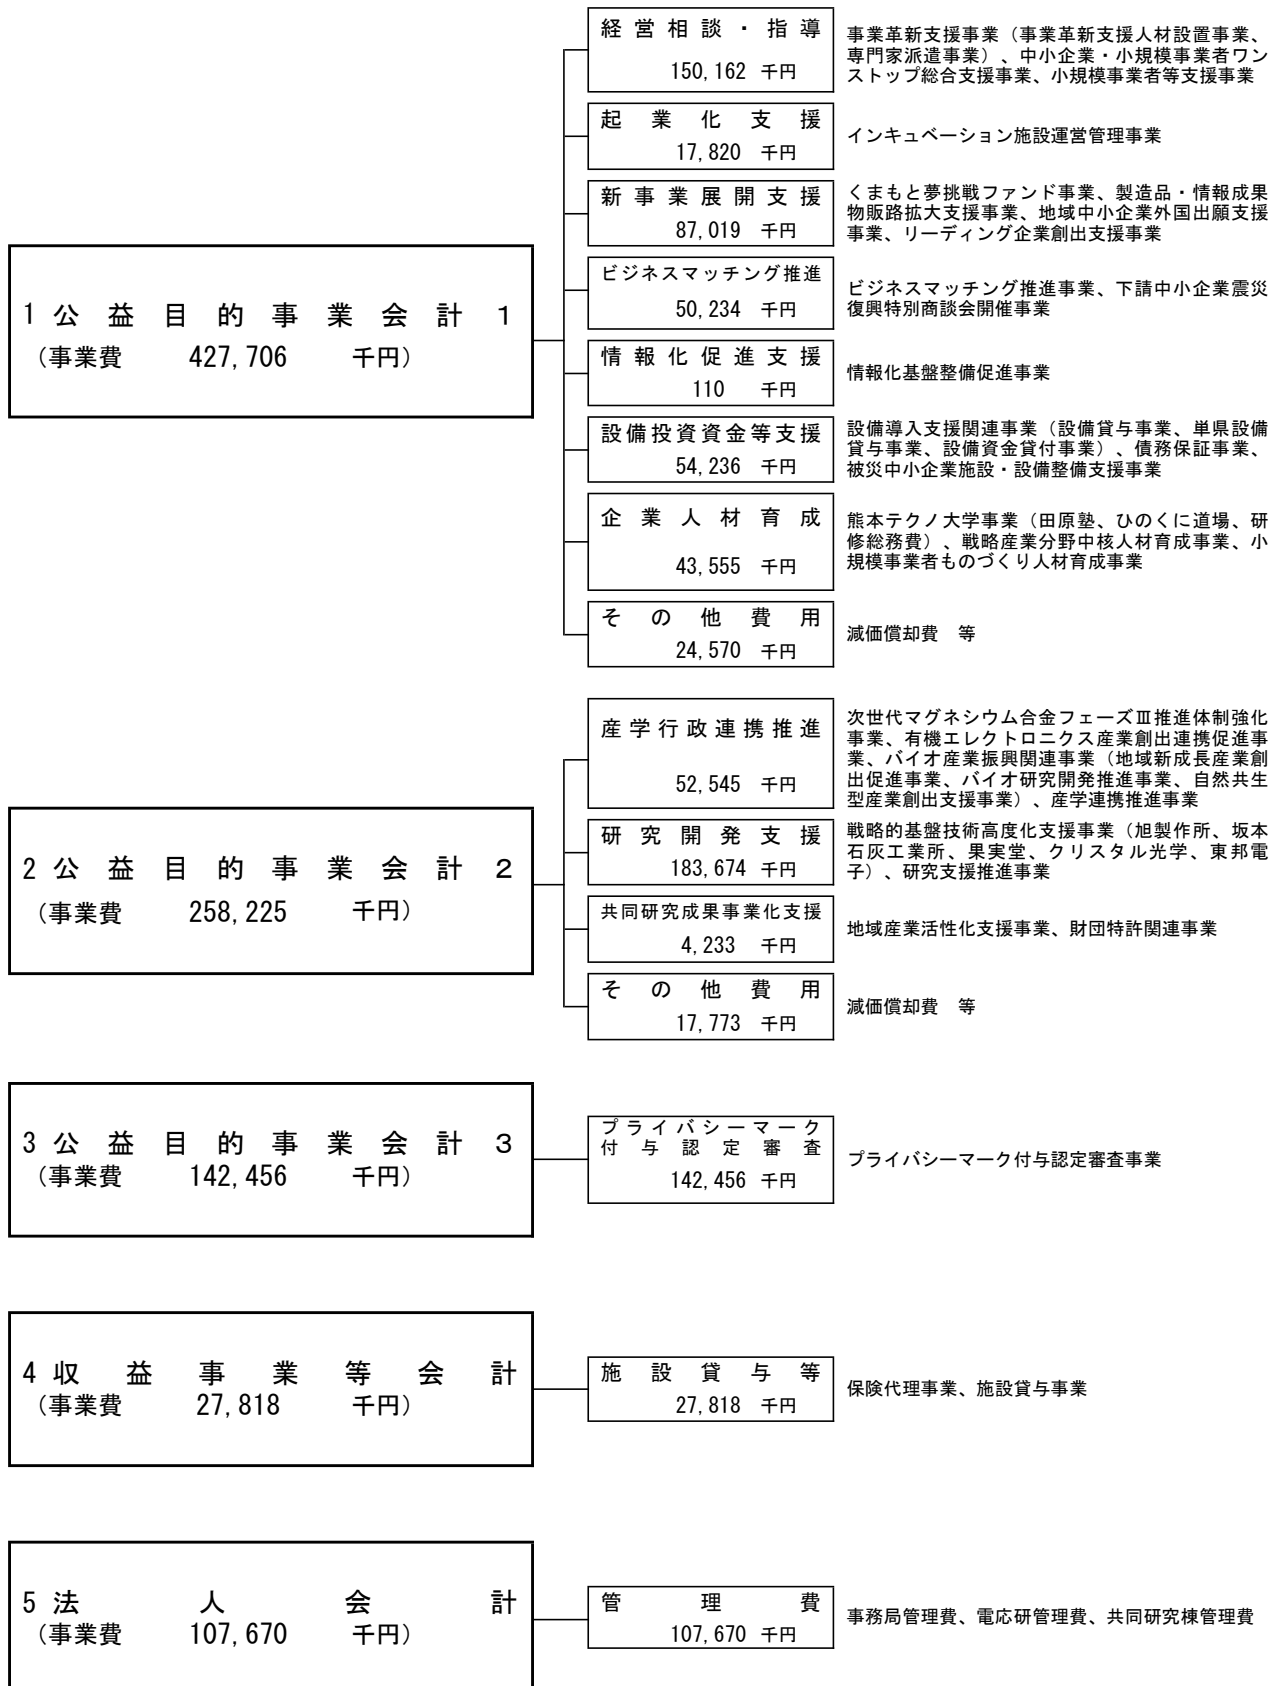 経営相談・指導
150,162 千円
事業革新支援事業（事業革新支援人材設置事業、
専門家派遣事業）、中小企業・小規模事業者ワン
ストップ総合支援事業、小規模事業者等支援事業
起業化支援
17,820 千円
インキュベーション施設運営管理事業
新事業展開支援
87,019 千円
くまもと夢挑戦ファンド事業、製造品・情報成果
物販路拡大支援事業、地域中小企業外国出願支援
事業、リーディング企業創出支援事業
1 公益目的事業会計１
（事業費 427,706 千円）
ビジネスマッチング推進
50,234 千円
ビジネスマッチング推進事業、下請中小企業震災
復興特別商談会開催事業
情報化促進支援
110 千円
情報化基盤整備促進事業
設備投資資金等支援
54,236 千円
設備導入支援関連事業（設備貸与事業、単県設備
貸与事業、設備資金貸付事業）、債務保証事業、
被災中小企業施設・設備整備支援事業
企業人材育成
43,555 千円
熊本テクノ大学事業（田原塾、ひのくに道場、研
修総務費）、戦略産業分野中核人材育成事業、小
規模事業者ものづくり人材育成事業
その他費用
24,570 千円
減価償却費　等
産学行政連携推進
52,545 千円
次世代マグネシウム合金フェーズⅢ推進体制強化
事業、有機エレクトロニクス産業創出連携促進事
業、バイオ産業振興関連事業（地域新成長産業創
出促進事業、バイオ研究開発推進事業、自然共生
型産業創出支援事業）、産学連携推進事業
2 公益目的事業会計２
（事業費 258,225 千円）
研究開発支援
183,674 千円
戦略的基盤技術高度化支援事業（旭製作所、坂本
石灰工業所、果実堂、クリスタル光学、東邦電
子）、研究支援推進事業
共同研究成果事業化支援
4,233 千円
地域産業活性化支援事業、財団特許関連事業
その他費用
17,773 千円
減価償却費　等
3 公益目的事業会計３
（事業費 142,456 千円）
プライバシーマーク
付与認定審査
142,456 千円
プライバシーマーク付与認定審査事業
4 収益事業等会計
（事業費 27,818 千円）
施設貸与等
27,818 千円
保険代理事業、施設貸与事業
5 法人会計
（事業費 107,670 千円）
管理費
107,670 千円
事務局管理費、電応研管理費、共同研究棟管理費